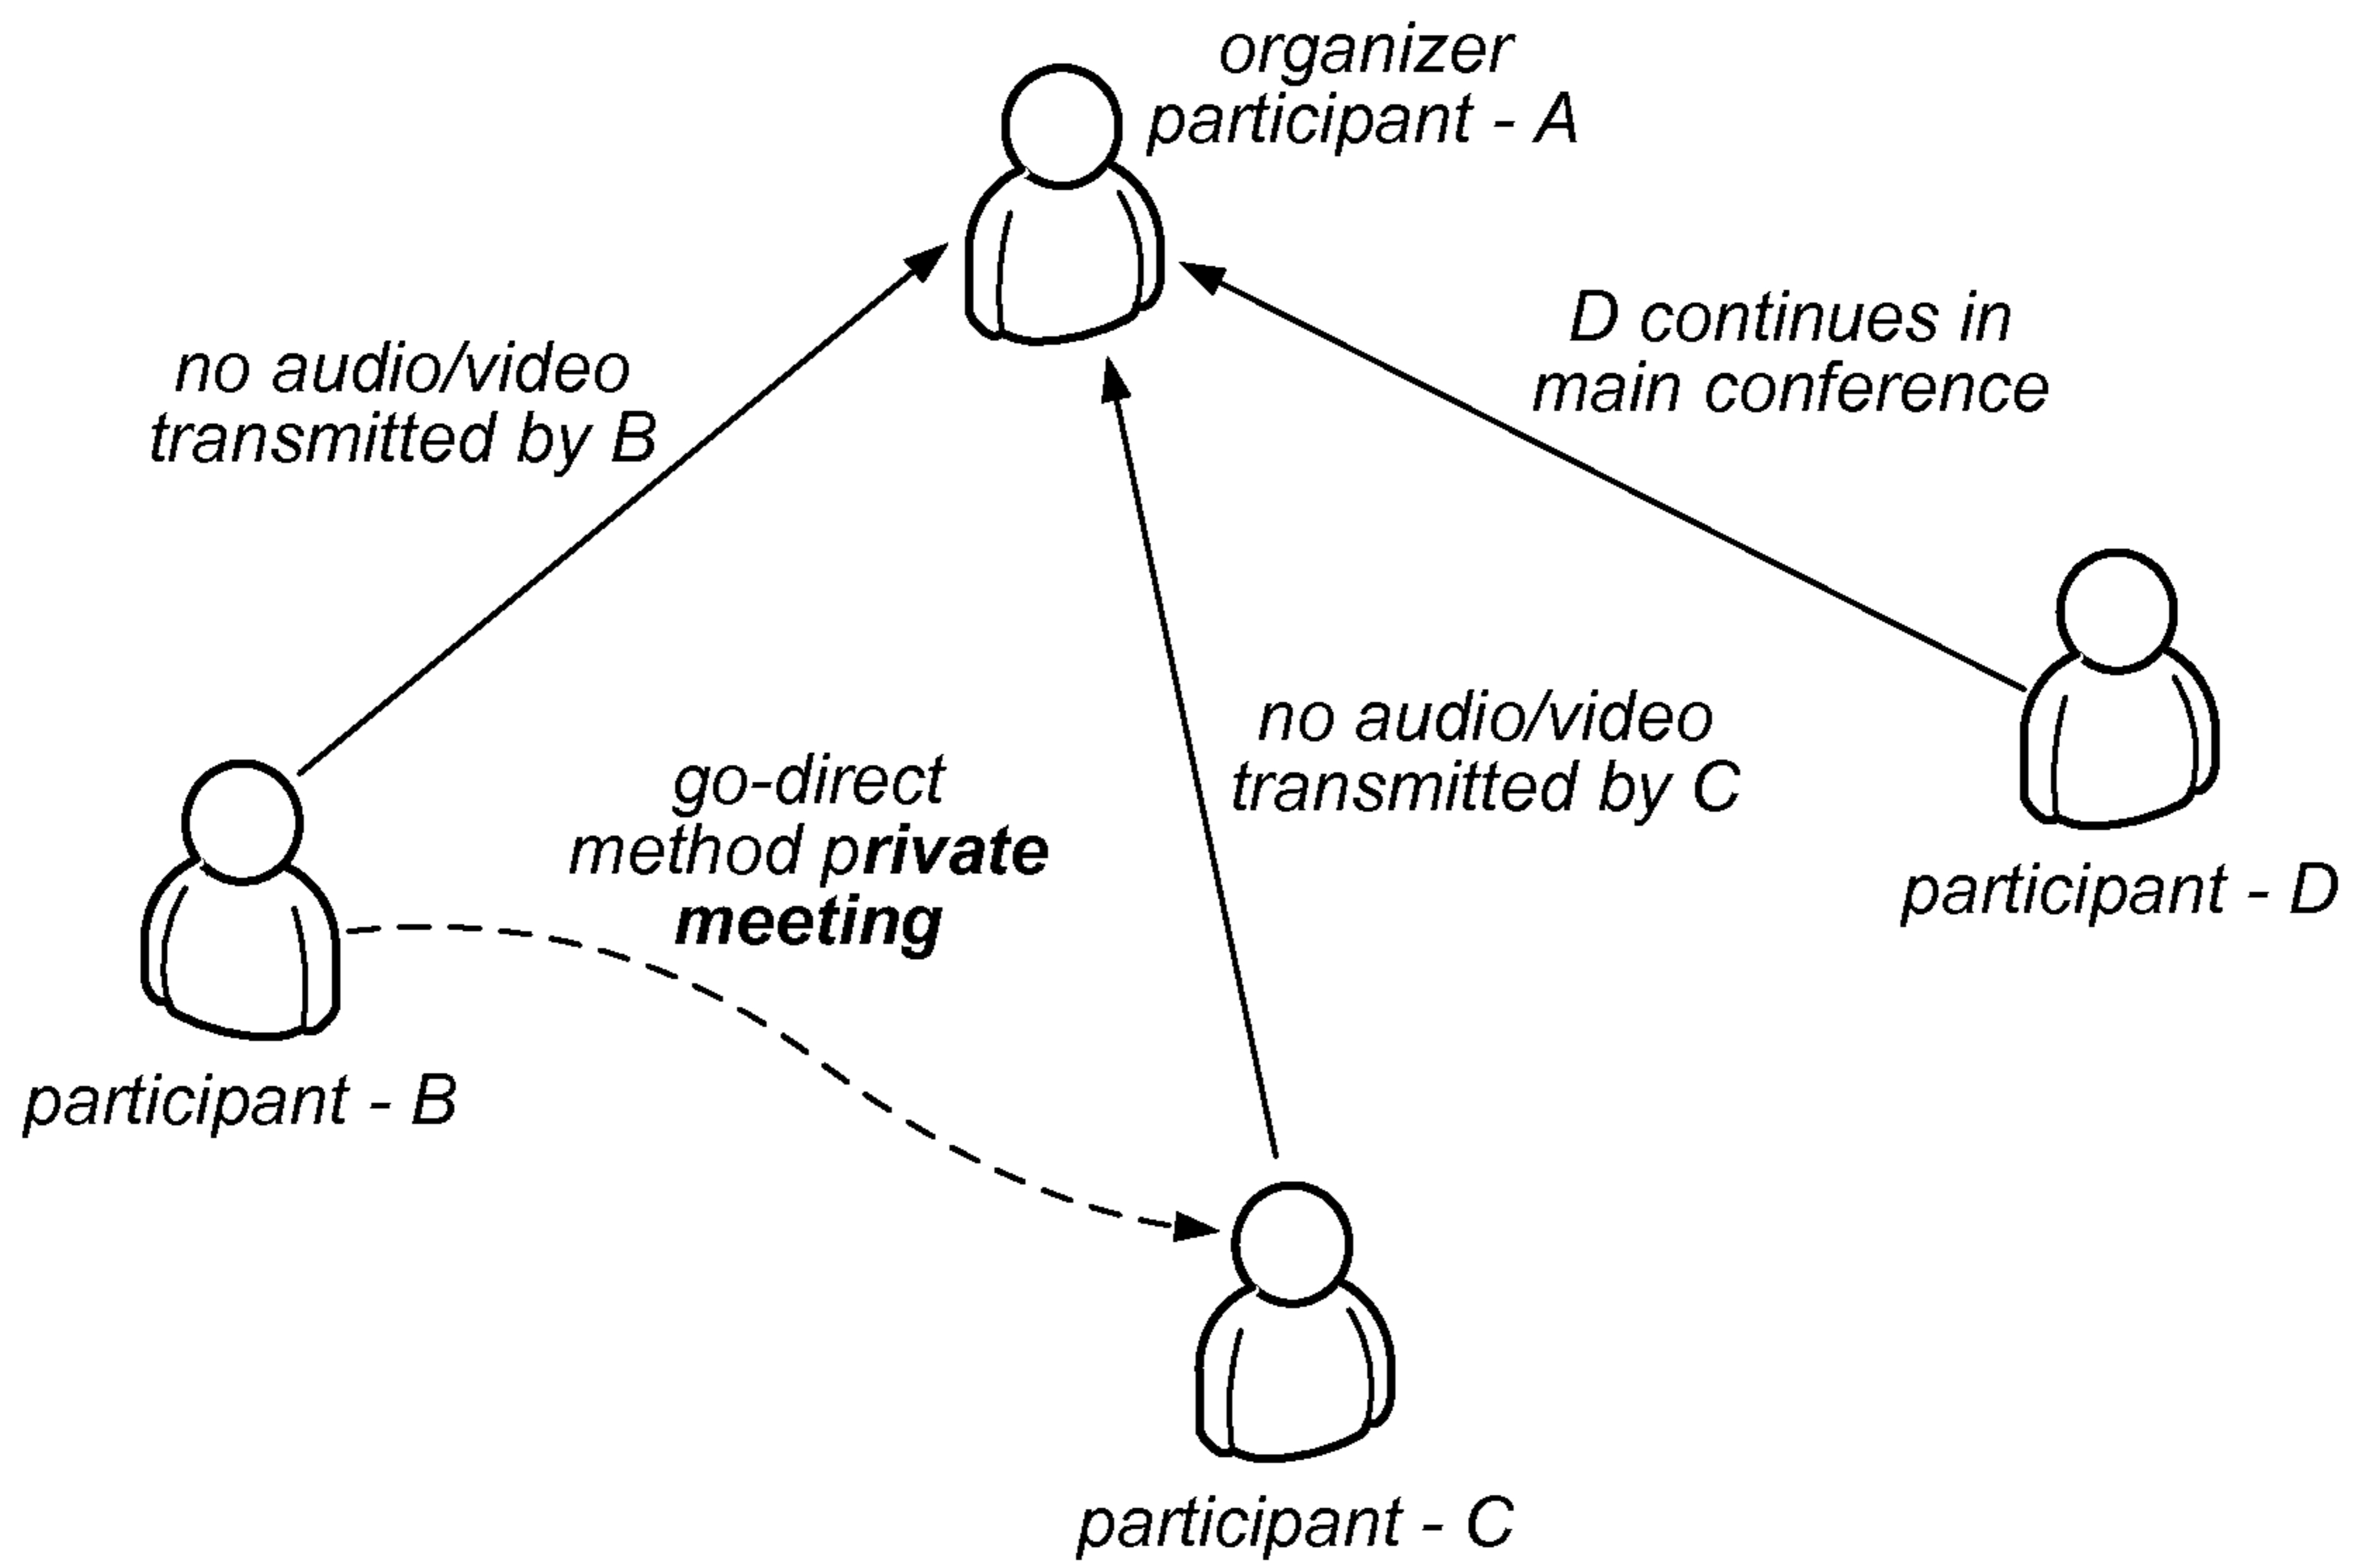 organizer
participant - A
D continues in
main conference
no audio/video
transmitted by B
no audio/video
transmitted by C
go-direct
method private
meeting
participant - D
participant - B
participant - C